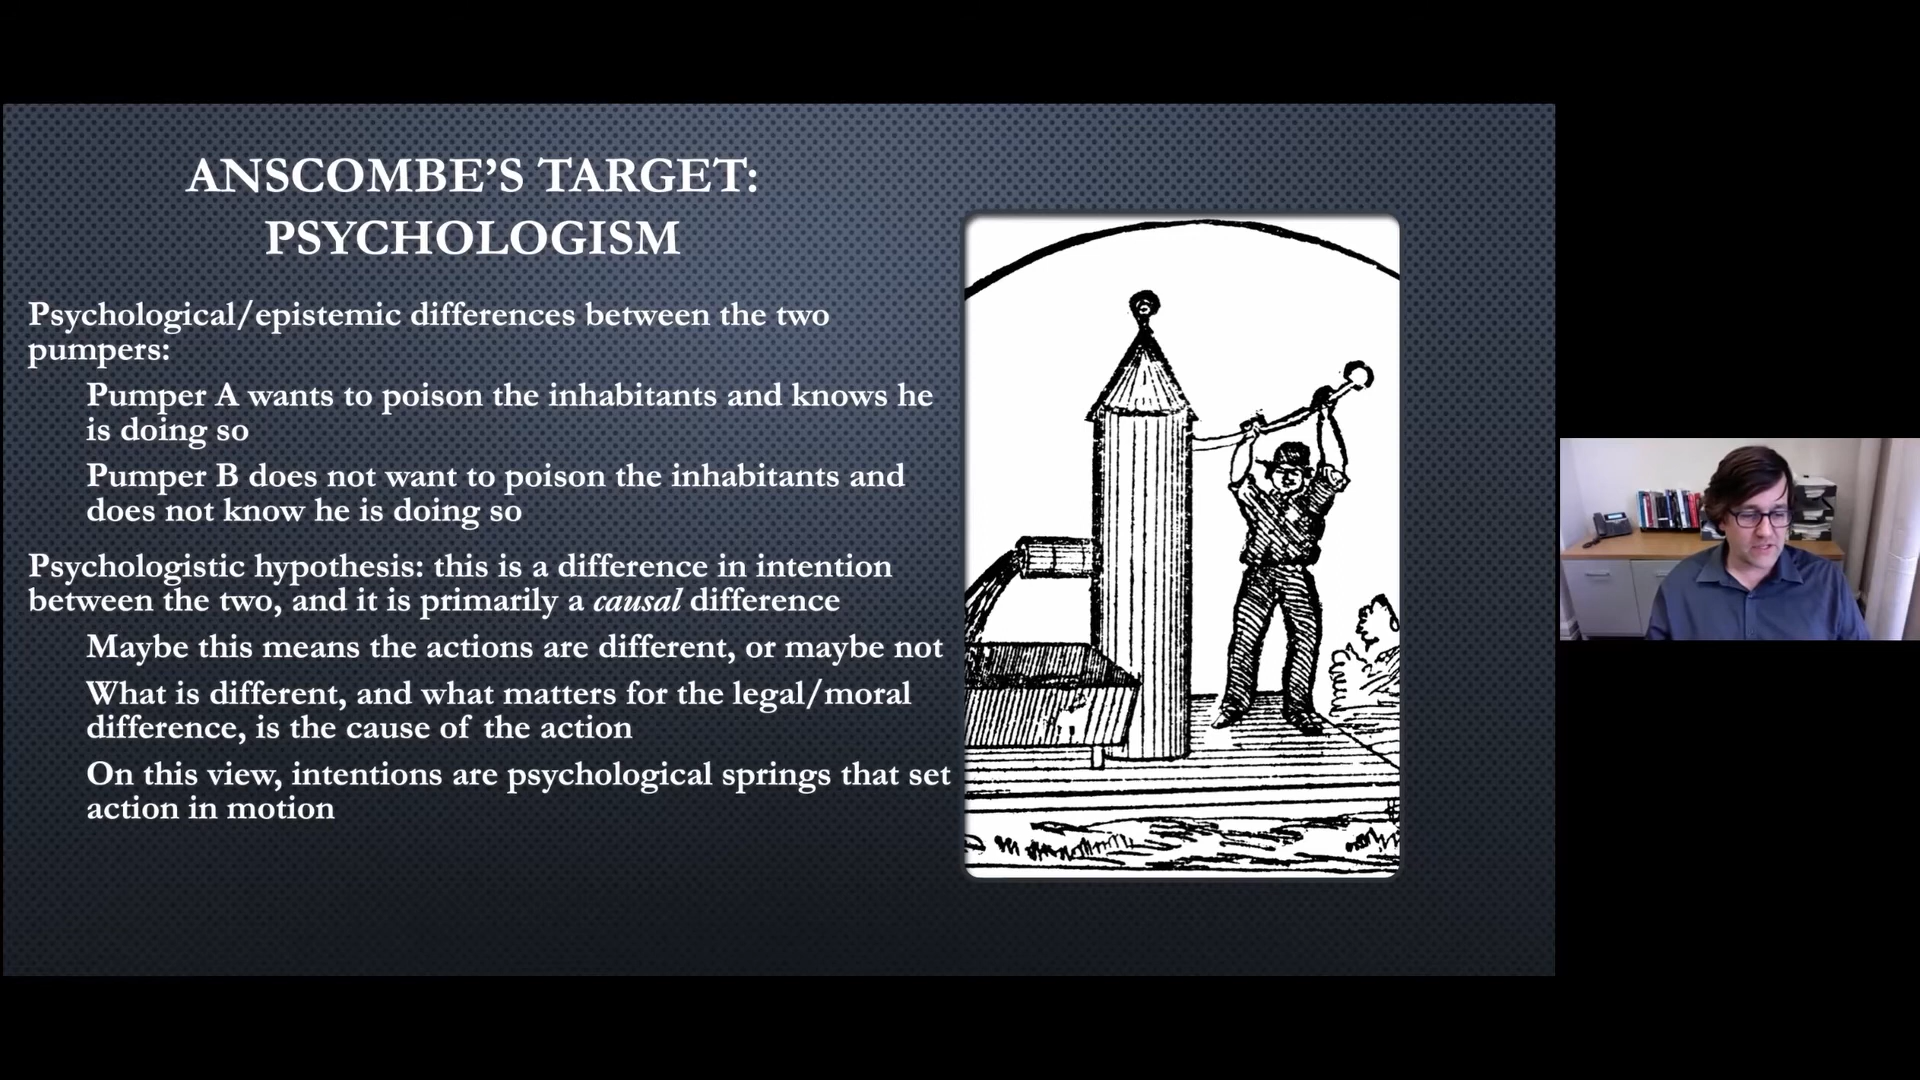 ANSCOMBE’S TARGET:
PSYCHOLOGISM
Psychological/epistemic differences between the two
pumpers:
Pumper A wants to poison the inhabitants and knows he
is doing so
Pumper B does not want to poison the inhabitants and
does not know he is doing so
Psychologistic hypothesis: this is a difference in intention
between the two, and it is primarily a causal difference
Maybe this means the actions are different, or maybe not
What is different, and what matters for the legal/moral
difference, is the cause of the action
On this view, intentions are psychological springs that set
action in motion